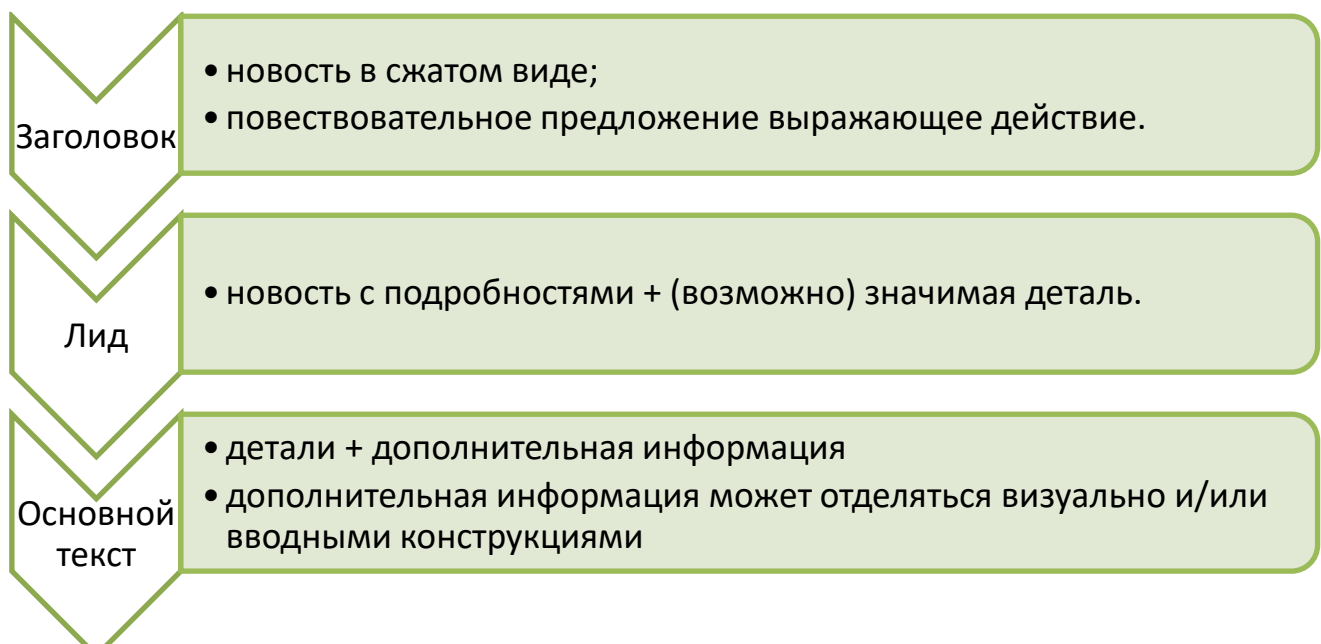 Заголовок
• новость в сжатом виде;
• повествовательное предложение выражающее действие.
Лид
• новость с подробностями + (возможно) значимая деталь.
Основной
текст
• детали + дополнительная информация
• дополнительная информация может отделяться визуально и/или
вводными конструкциями